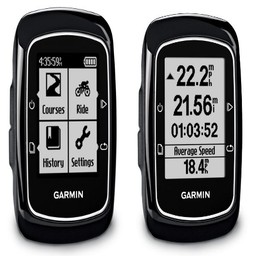 4:35:59
Courses Ride
History Settings
GARMIN
22.2 m
21.56 m
01:03:52
Average Speed
18.4
GARMIN